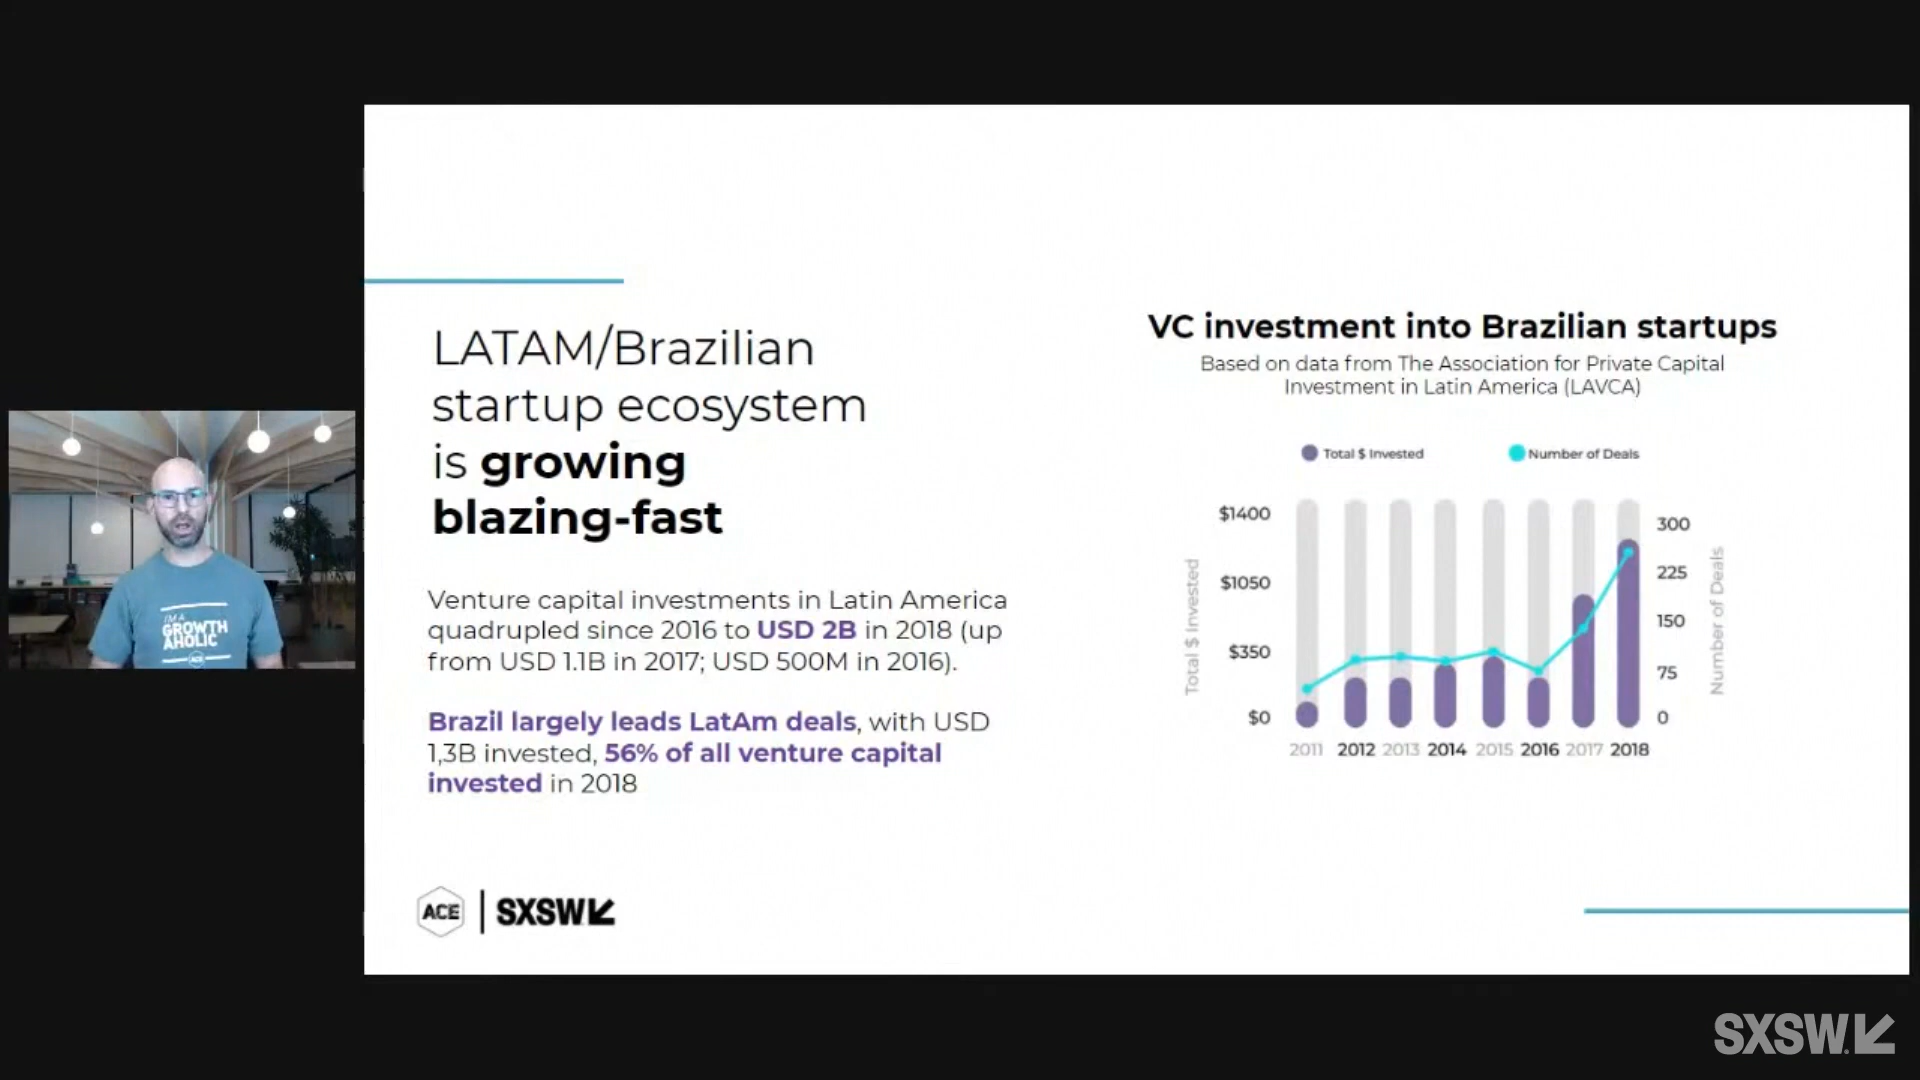 LATAM/Brazilian
startup ecosystem
is growing
blazing-fast
Venture capital investments in Latin America
quadrupled since 2016 to USD 2B in 2018 (up
from USD 1.1B in 2017; USD 500M in 2016).
Brazil largely leads LatAm deals, with USD
1,3B invested, 56% of all venture capital
invested in 2018
ACE | SXSW
VC investment into Brazilian startups
Based on data from The Association for Private Capital
Investment in Latin America (LAVCA)
Total $ Invested
Number of Deals
Total $ Invested
$1400
$1050
$350
$0
300
225
150
75
0
Number of Deals
2011 2012 2013 2014 2015 2016 2017 2018
I'M A
GROWTH
AHOLIC
ACE
SXSW